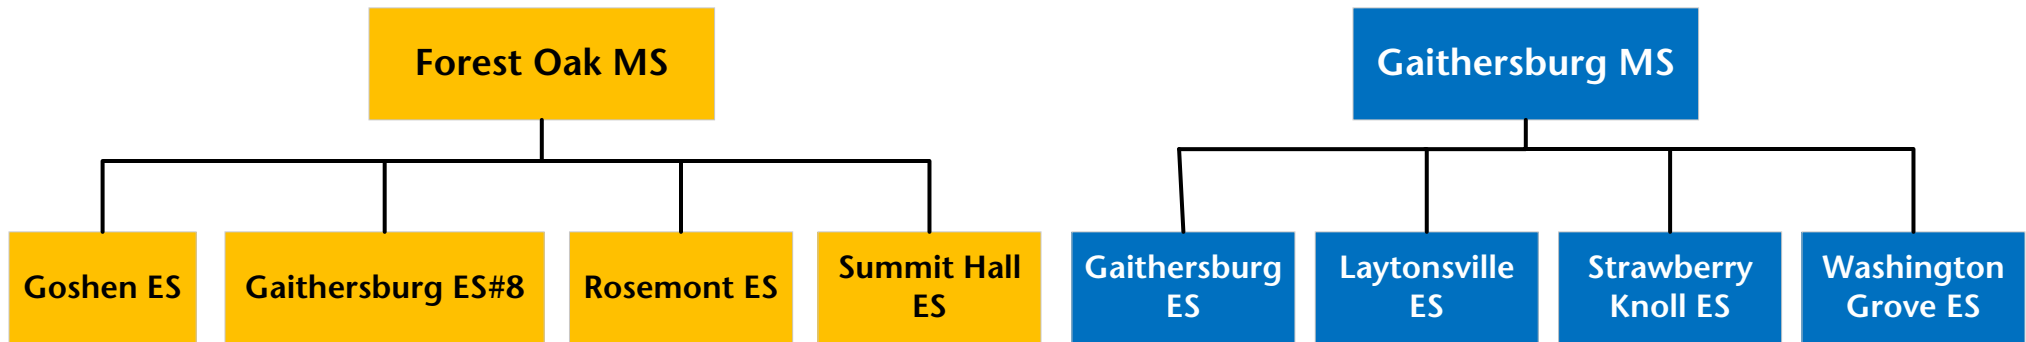 Forest Oak MS
Gaithersburg MS
Goshen ES
Gaithersburg ES#8
Rosemont ES
Summit Hall
ES
Gaithersburg
ES
Laytonsville
ES
Strawberry
Knoll ES
Washington
Grove ES